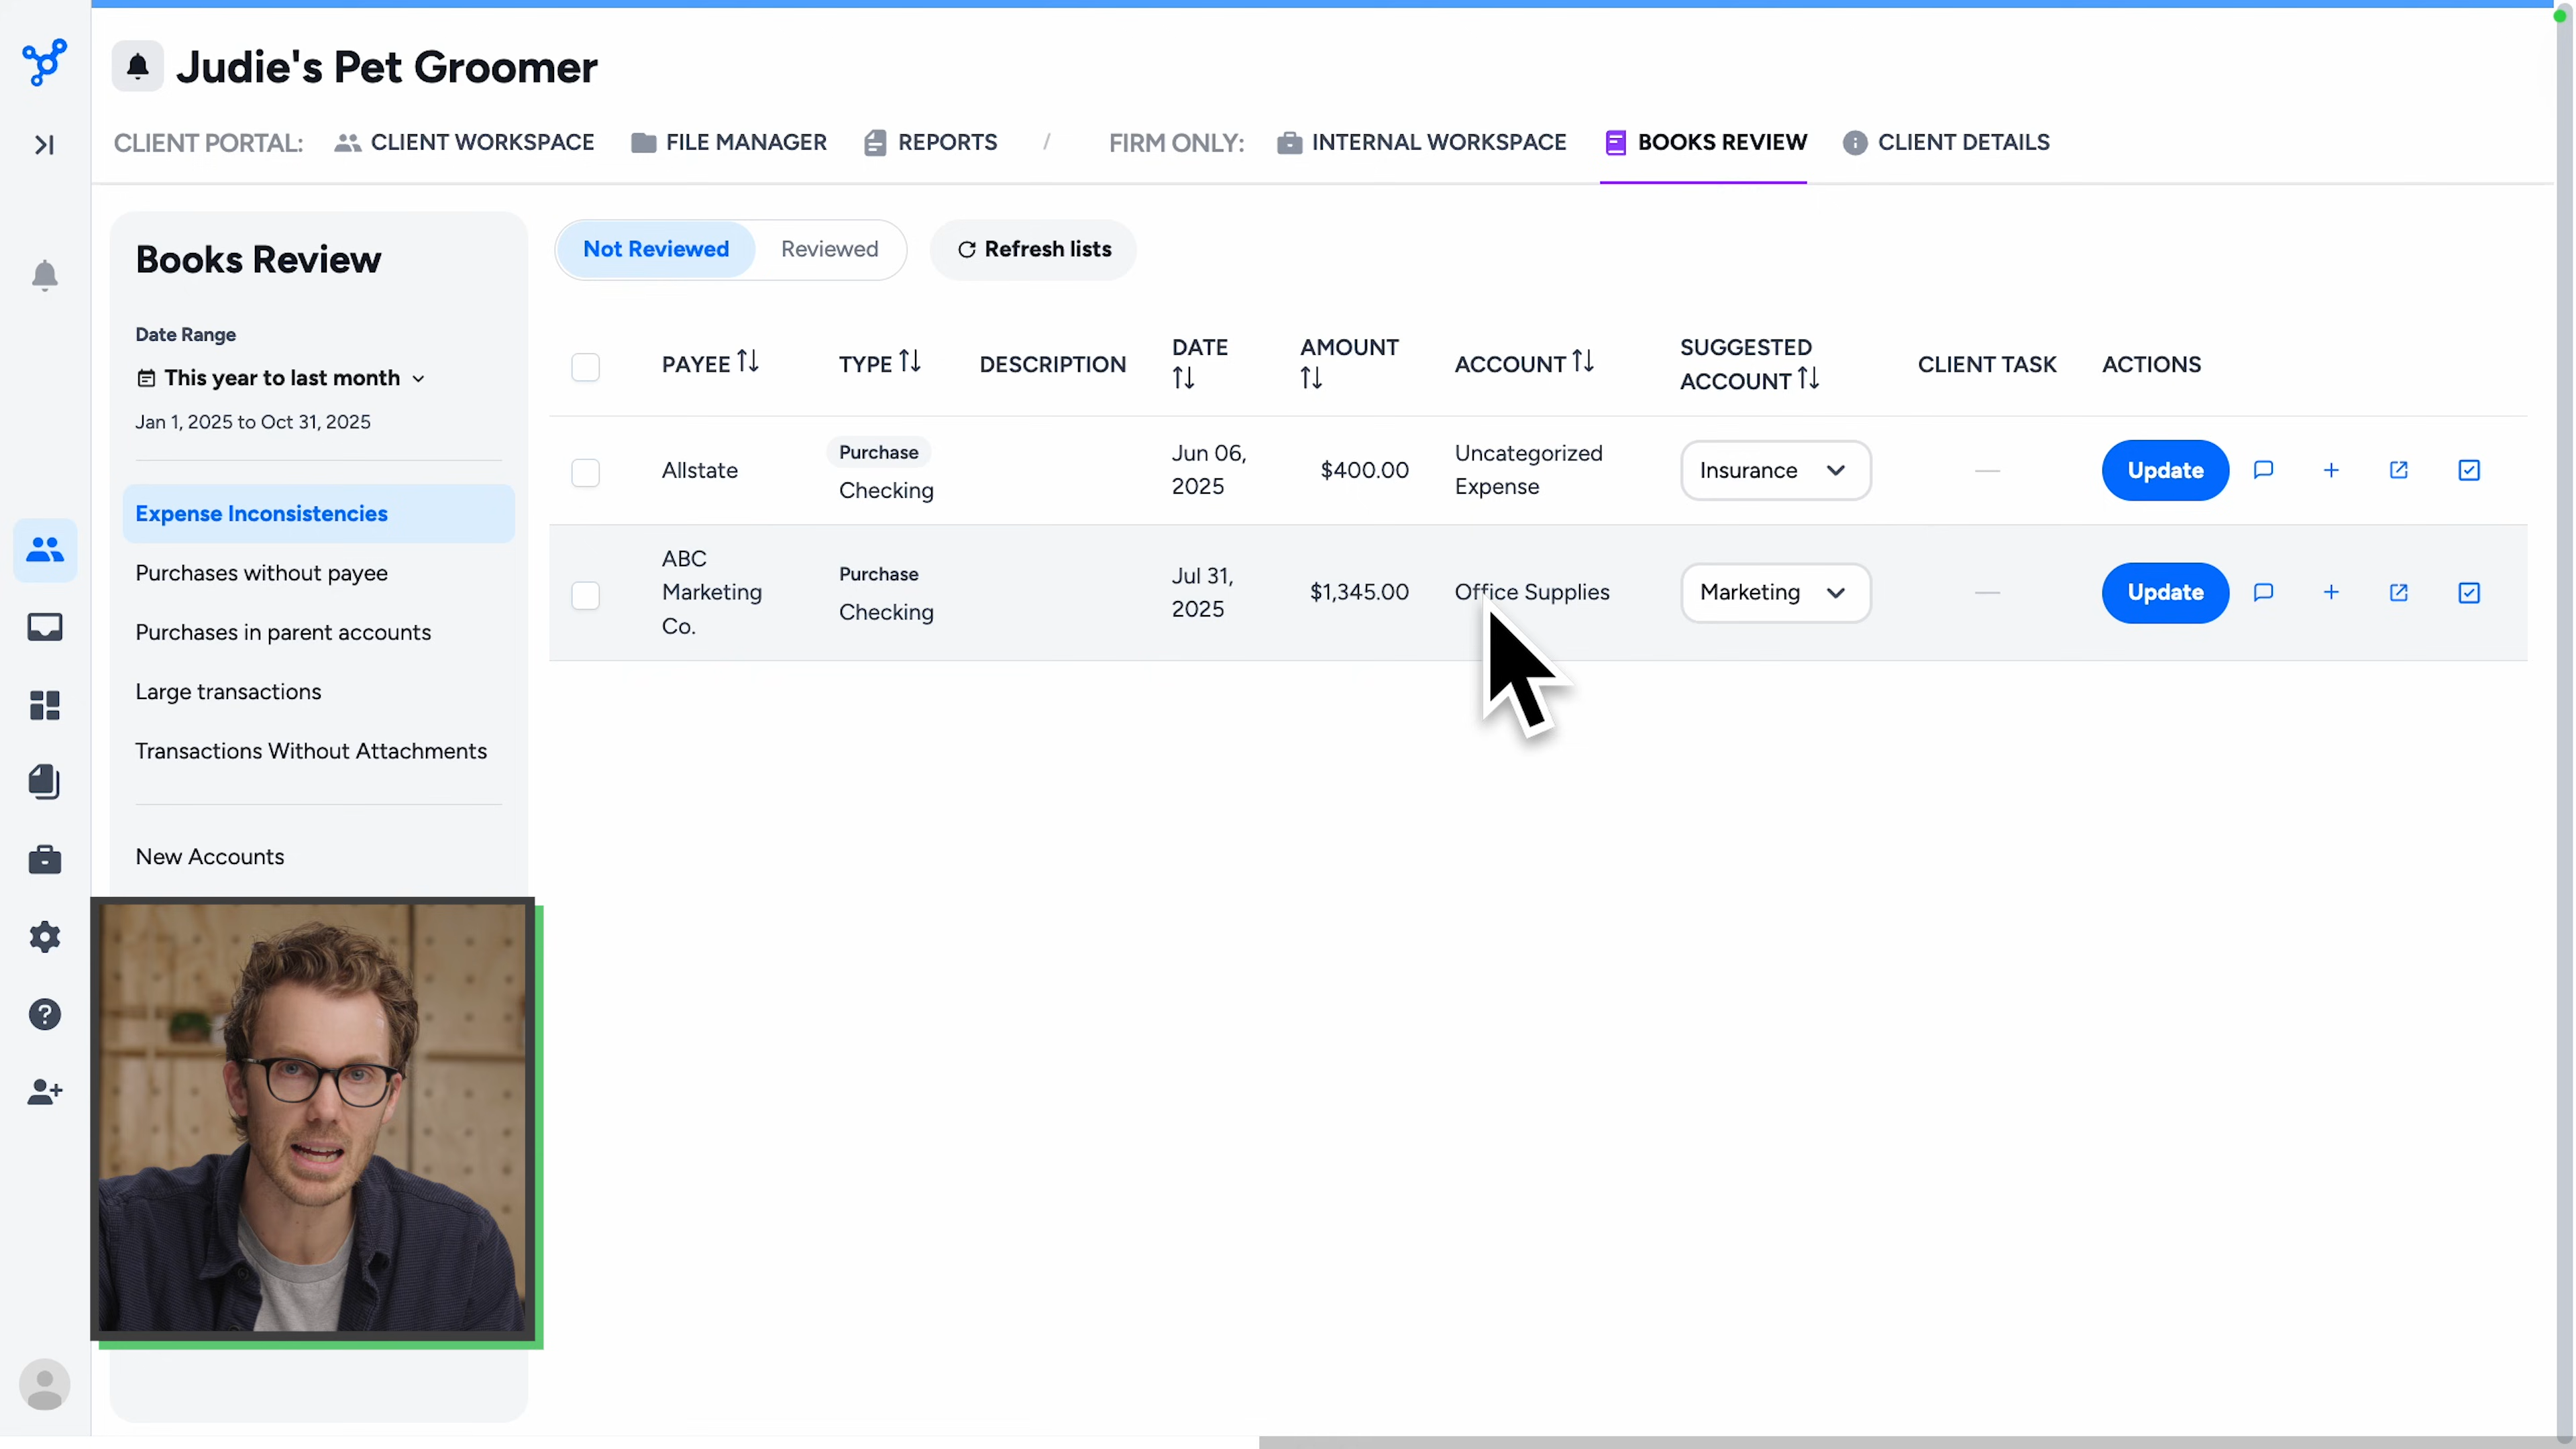 Judie's Pet Groomer
CLIENT PORTAL: CLIENT WORKSPACE FILE MANAGER REPORTS / FIRM ONLY: INTERNAL WORKSPACE BOOKS REVIEW CLIENT DETAILS
Books Review
Date Range
This year to last month
Jan 1, 2025 to Oct 31, 2025
Expense Inconsistencies
Purchases without payee
Purchases in parent accounts
Large transactions
Transactions Without Attachments
New Accounts
Not Reviewed Reviewed Refresh lists
PAYEE TYPE DESCRIPTION DATE AMOUNT ACCOUNT SUGGESTED ACCOUNT CLIENT TASK ACTIONS
Allstate Purchase Checking Jun 06, 2025 $400.00 Uncategorized Expense Insurance — Update
ABC Marketing Co. Purchase Checking Jul 31, 2025 $1,345.00 Office Supplies Marketing — Update